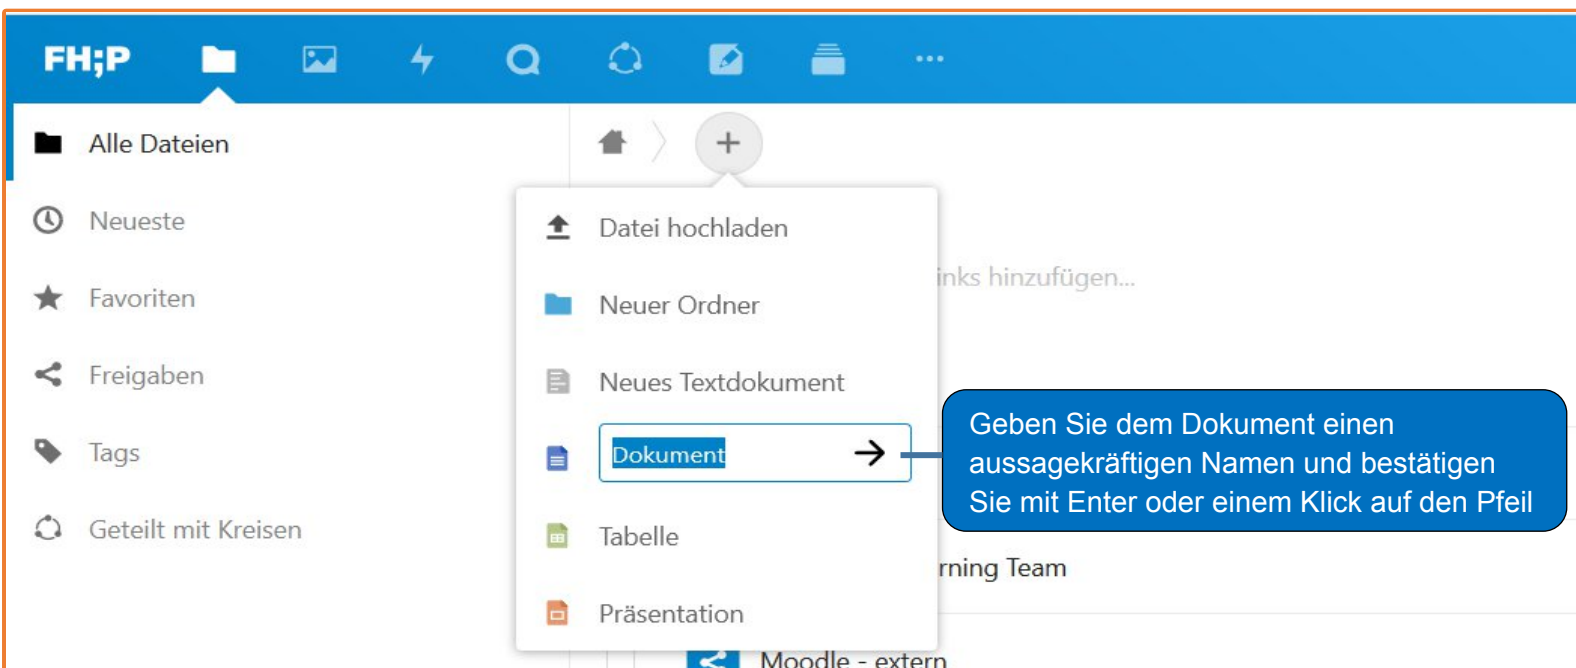 FH;P
Alle Dateien
Neueste
Favoriten
Freigaben
Tags
Geteilt mit Kreisen
Datei hochladen
Neuer Ordner
Neues Textdokument
Dokument
Tabelle
Präsentation
inks hinzufügen...
Geben Sie dem Dokument einen
aussagekräftigen Namen und bestätigen
Sie mit Enter oder einem Klick auf den Pfeil
rning Team
Moodle - extern